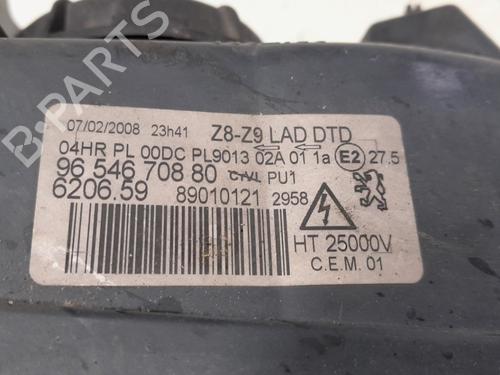 07/02/2008 23h41 Z8-Z9 LAD DTD
04HR PL 00DC PL9013 02A 01 1a E2 27.5
96 546 708 80 C/VL PU1
6206.59 89010121 2958
HT 25000V
C.E.M. 01
B-PARTS